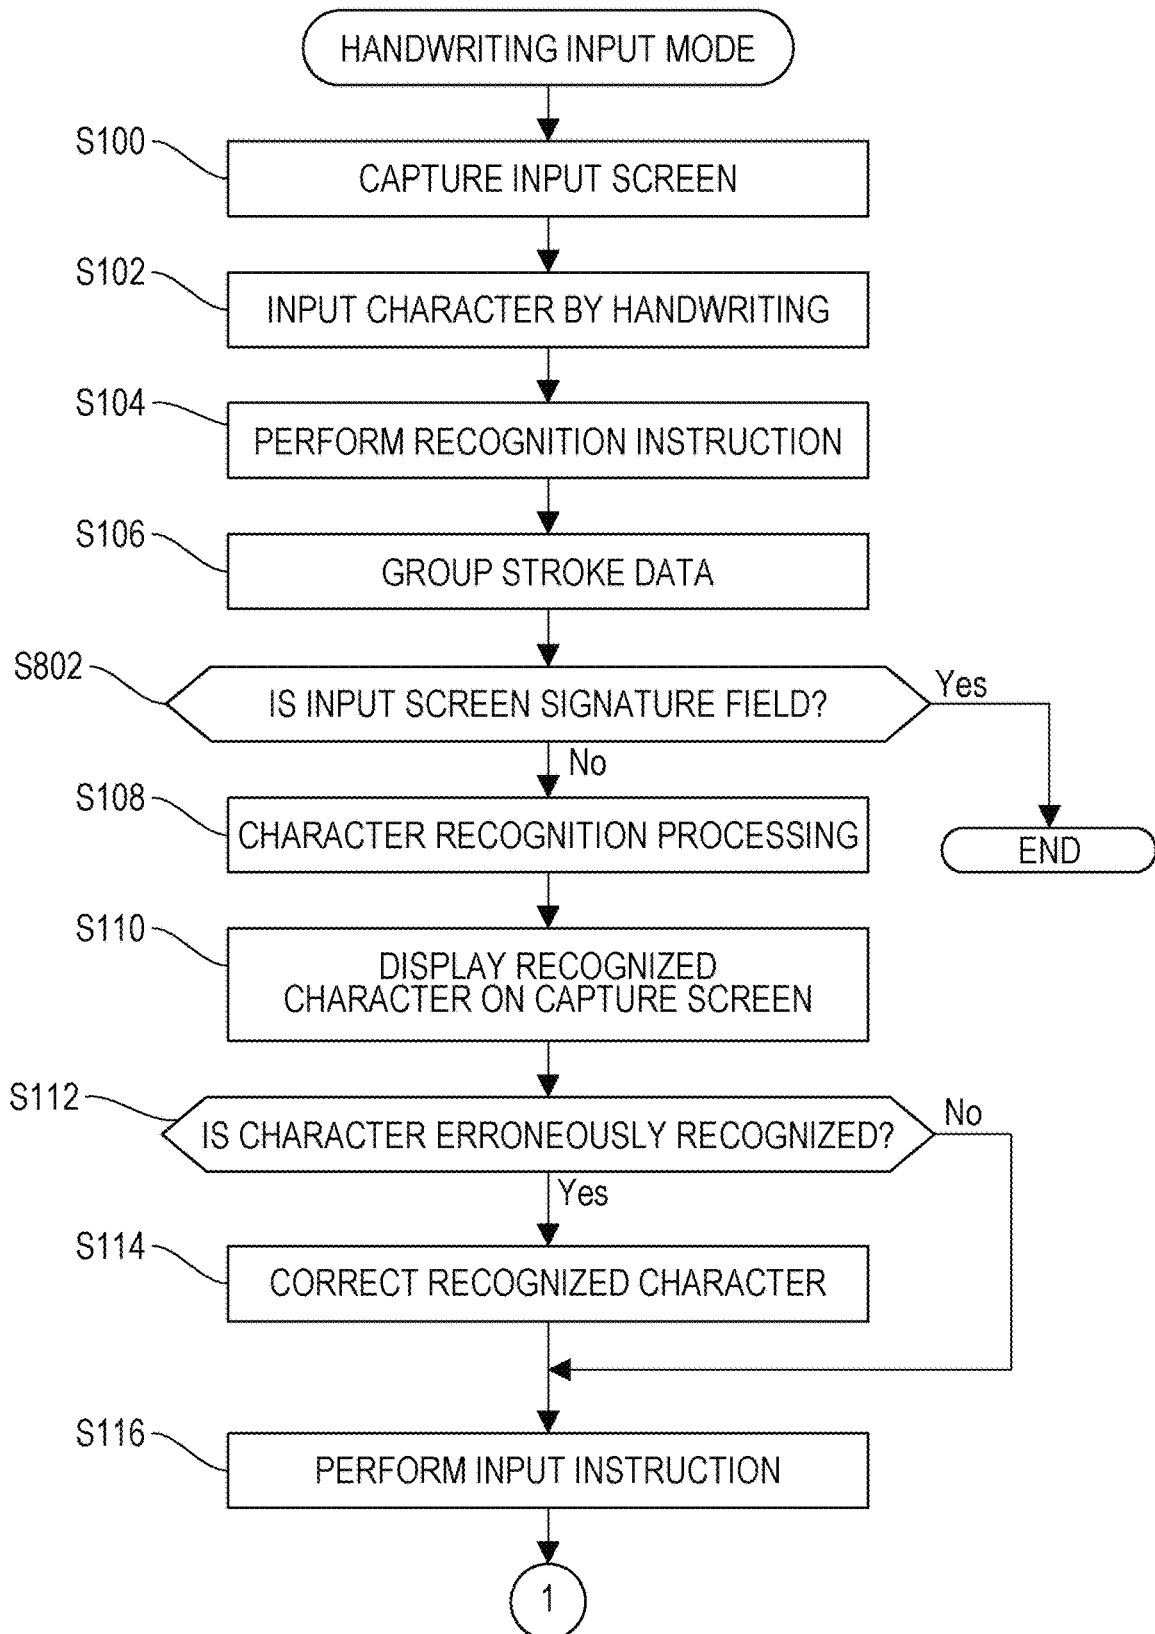 HANDWRITING INPUT MODE
S100
CAPTURE INPUT SCREEN
S102
INPUT CHARACTER BY HANDWRITING
S104
PERFORM RECOGNITION INSTRUCTION
S106
GROUP STROKE DATA
S802
IS INPUT SCREEN SIGNATURE FIELD?
Yes
No
S108
CHARACTER RECOGNITION PROCESSING
END
S110
DISPLAY RECOGNIZED
CHARACTER ON CAPTURE SCREEN
S112
IS CHARACTER ERRONEOUSLY RECOGNIZED?
No
Yes
S114
CORRECT RECOGNIZED CHARACTER
S116
PERFORM INPUT INSTRUCTION
1